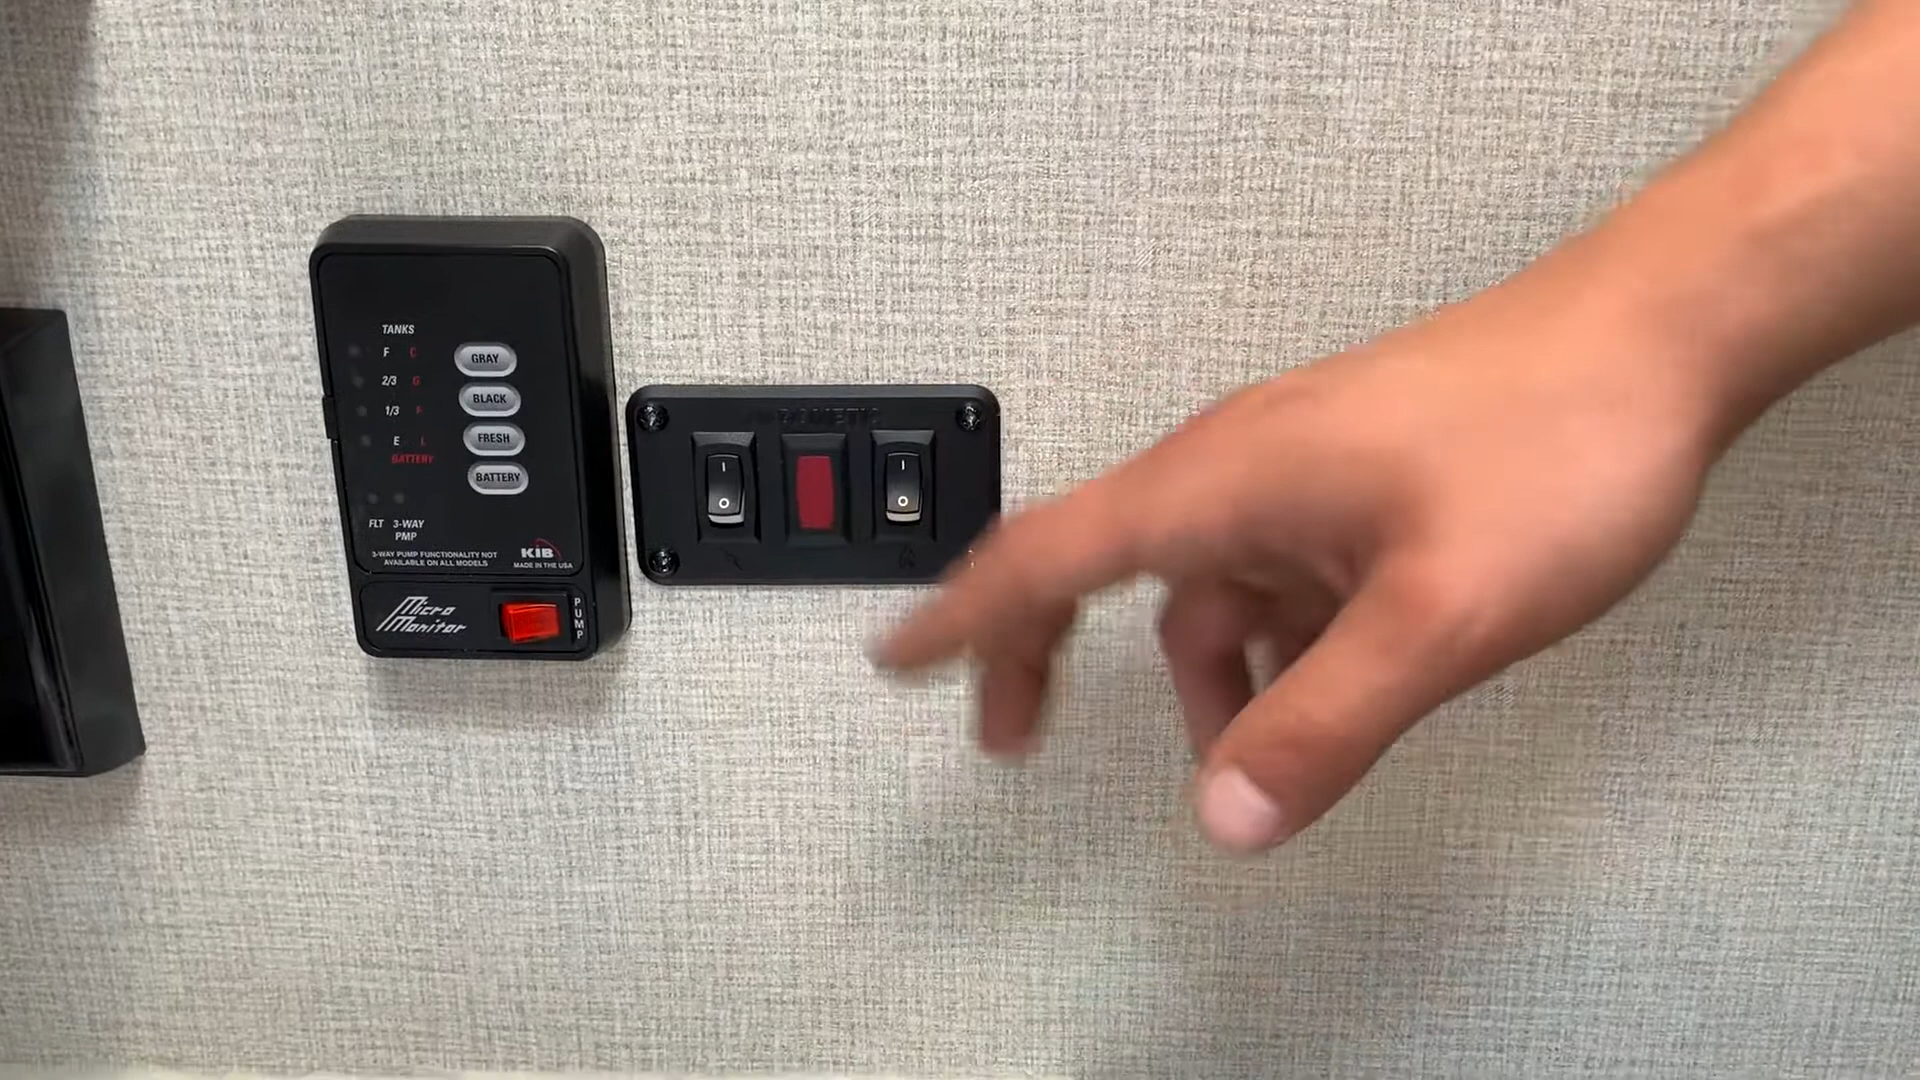 TANKS
F C
2/3 G
1/3 F
E L
BATTERY
GRAY
BLACK
FRESH
BATTERY
FLT 3-WAY
PMP
3-WAY PUMP FUNCTIONALITY NOT
AVAILABLE ON ALL MODELS
KIB
MADE IN THE USA
Micro
Monitor
PUMP
DOMETIC
I
O
I
O